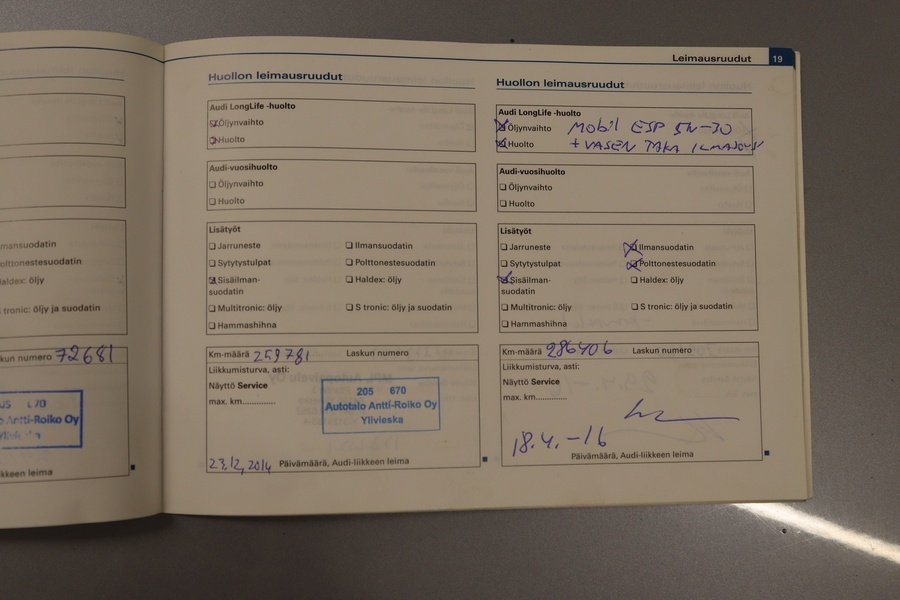 Leimausruudut 19
mansuodatin
olttonestesuodatin
aldex: öljy
tronic: öljy ja suodatin
kun numero 72681
Antti-Roiko Oy
kkeen leima
Huollon leimausruudut
Audi LongLife -huolto
Öljynvaihto
Huolto
Audi-vuosihuolto
Öljynvaihto
Huolto
Lisätyöt
Jarruneste Ilmansuodatin
Sytytystulpat Polttonestesuodatin
Sisäilman- Haldex: öljy
suodatin
Multitronic: öljy S tronic: öljy ja suodatin
Hammashihna
Km-määrä 259781 Laskun numero
Liikkumisturva, asti:
Näyttö Service
max. km..............
205 670
Autotalo Antti-Roiko Oy
Ylivieska
23.12.2014 Päivämäärä, Audi-liikkeen leima
Huollon leimausruudut
Audi LongLife -huolto
Öljynvaihto Mobil ESP 5W-30
Huolto + VASEN TAKA ILMAJOUSI
Audi-vuosihuolto
Öljynvaihto
Huolto
Lisätyöt
Jarruneste Ilmansuodatin
Sytytystulpat Polttonestesuodatin
Sisäilman- Haldex: öljy
suodatin
Multitronic: öljy S tronic: öljy ja suodatin
Hammashihna
Km-määrä 286406 Laskun numero
Liikkumisturva, asti:
Näyttö Service
max. km..............
18.4.-16
Päivämäärä, Audi-liikkeen leima